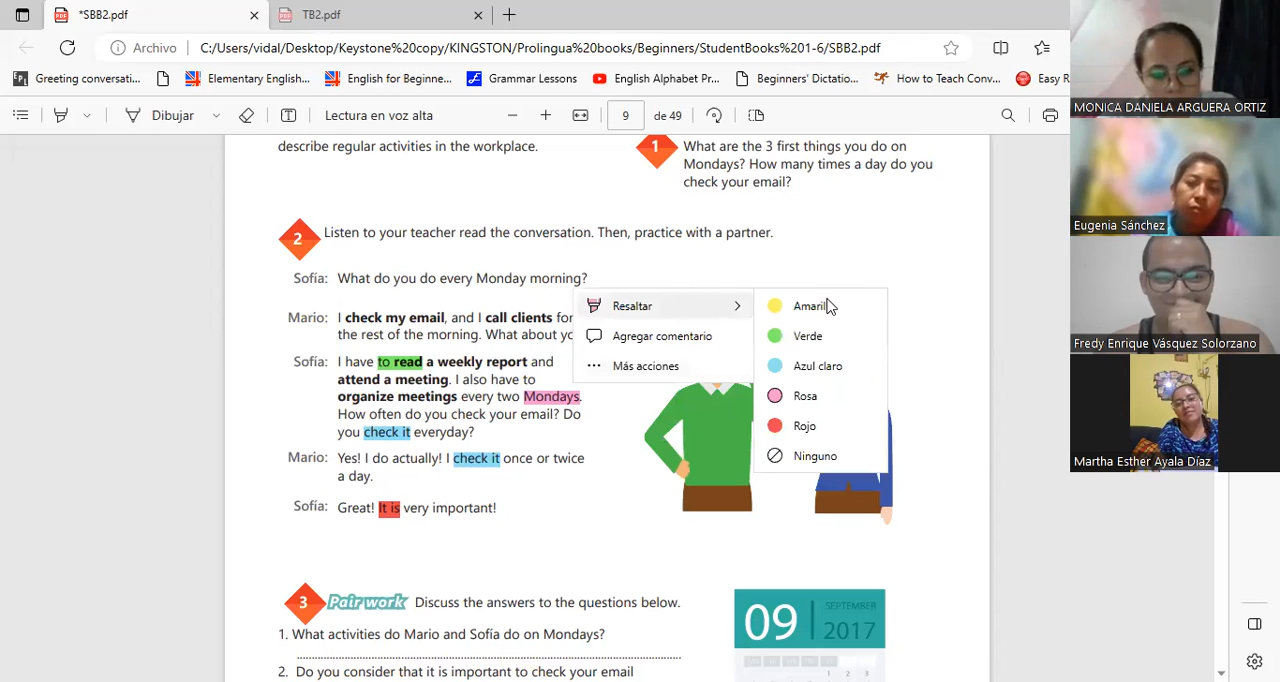 *SBB2.pdf
TB2.pdf
Archivo
C:/Users/vidal/Desktop/Keystone%20copy/KINGSTON/Prolingua%20books/Beginners/StudentBooks%201-6/SBB2.pdf
Greeting conversati...
Elementary English...
English for Beginne...
Grammar Lessons
English Alphabet Pr...
Beginners' Dictatio...
How to Teach Conv...
Easy R
Dibujar
Lectura en voz alta
9
de 49
describe regular activities in the workplace.
1
What are the 3 first things you do on
Mondays? How many times a day do you
check your email?
2
Listen to your teacher read the conversation. Then, practice with a partner.
Sofía: What do you do every Monday morning?
Mario: I check my email, and I call clients for
the rest of the morning. What about yo
Sofía: I have to read a weekly report and
attend a meeting. I also have to
organize meetings every two Mondays.
How often do you check your email? Do
you check it everyday?
Mario: Yes! I do actually! I check it once or twice
a day.
Sofía: Great! It is very important!
Resaltar
Agregar comentario
Más acciones
Amaril
Verde
Azul claro
Rosa
Rojo
Ninguno
3
Pair work
Discuss the answers to the questions below.
1. What activities do Mario and Sofía do on Mondays?
2. Do you consider that it is important to check your email
09
SEPTEMBER
2017
1 2 3
MONICA DANIELA ARGUERA ORTIZ
Eugenia Sánchez
Fredy Enrique Vásquez Solorzano
Martha Esther Ayala Díaz